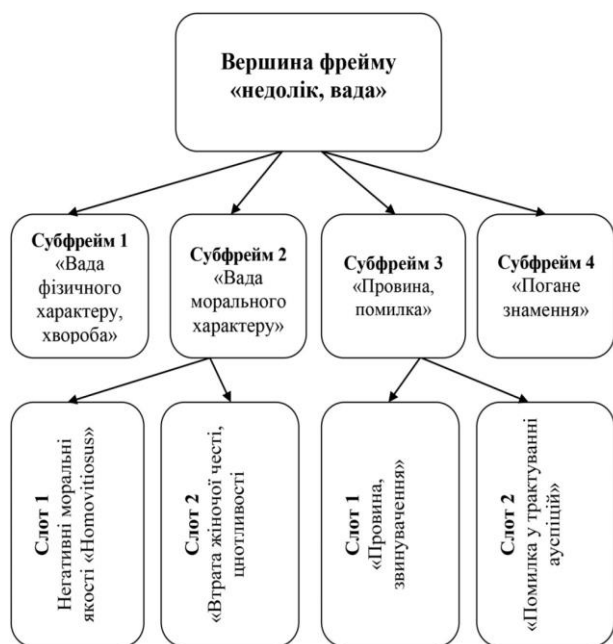 Вершина фрейму
«недолік, вада»
Субфрейм 1
«Вада
фізичного
характеру,
хвороба»
Субфрейм 2
«Вада
морального
характеру»
Субфрейм 3
«Провина,
помилка»
Субфрейм 4
«Погане
знамення»
Слот 1
Негативні моральні
якості «Homovitiosus»
Слот 2
«Втрата жіночої честі,
цнотливості
Слот 1
«Провина,
звинувачення»
Слот 2
«Помилка у трактуванні
ауспіцій»